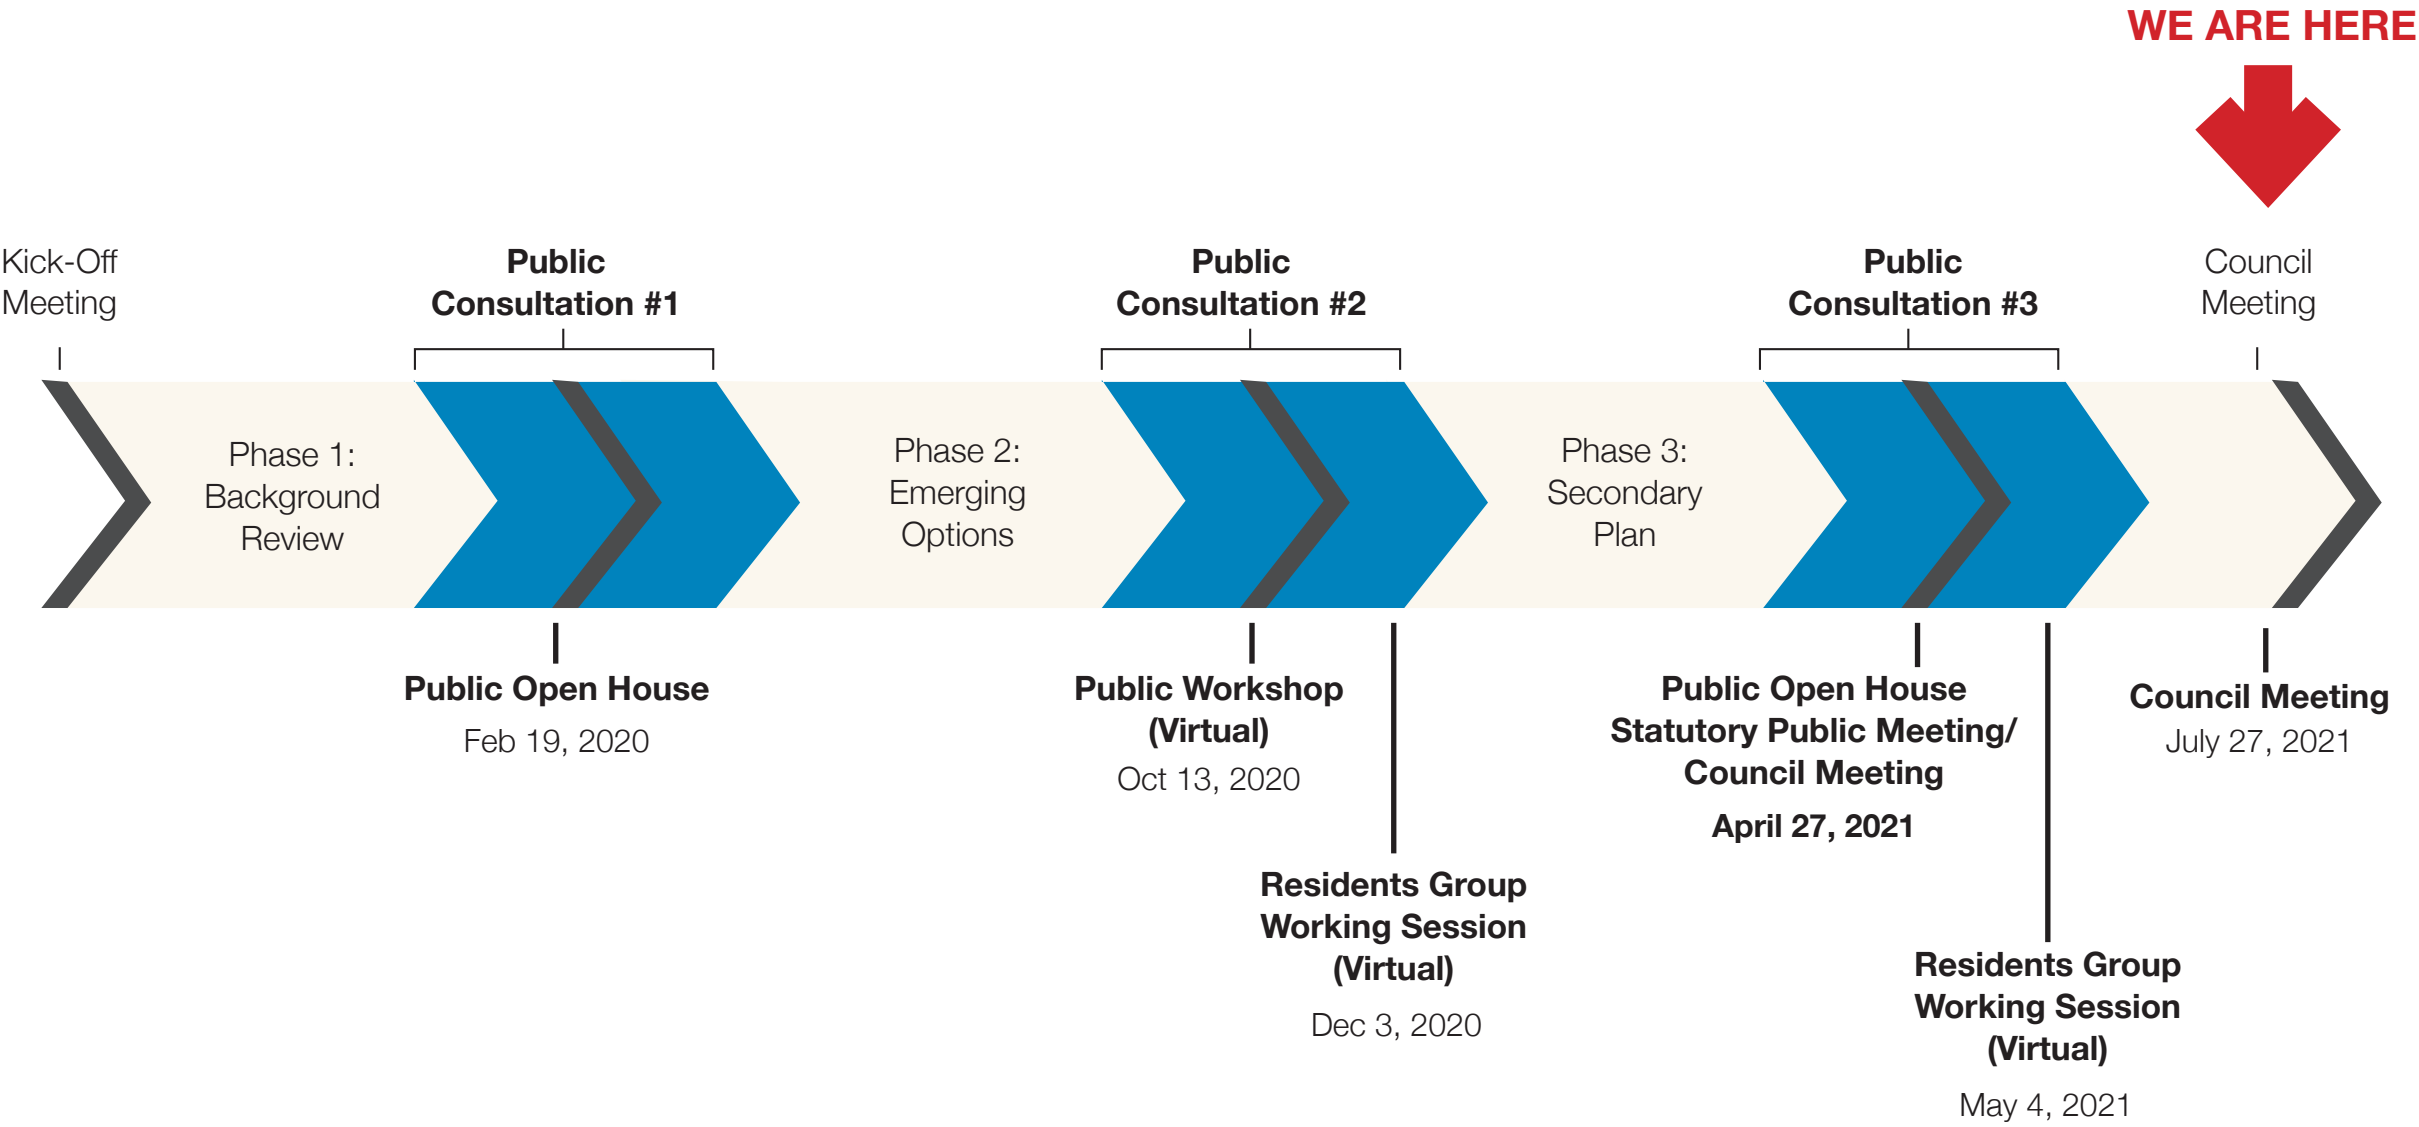 WE ARE HERE
Kick-Off
Meeting
Public
Consultation #1
Public
Consultation #2
Public
Consultation #3
Council
Meeting
Phase 1:
Background
Review
Phase 2:
Emerging
Options
Phase 3:
Secondary
Plan
Public Open House
Feb 19, 2020
Public Workshop
(Virtual)
Oct 13, 2020
Residents Group
Working Session
(Virtual)
Dec 3, 2020
Public Open House
Statutory Public Meeting/
Council Meeting
April 27, 2021
Residents Group
Working Session
(Virtual)
May 4, 2021
Council Meeting
July 27, 2021